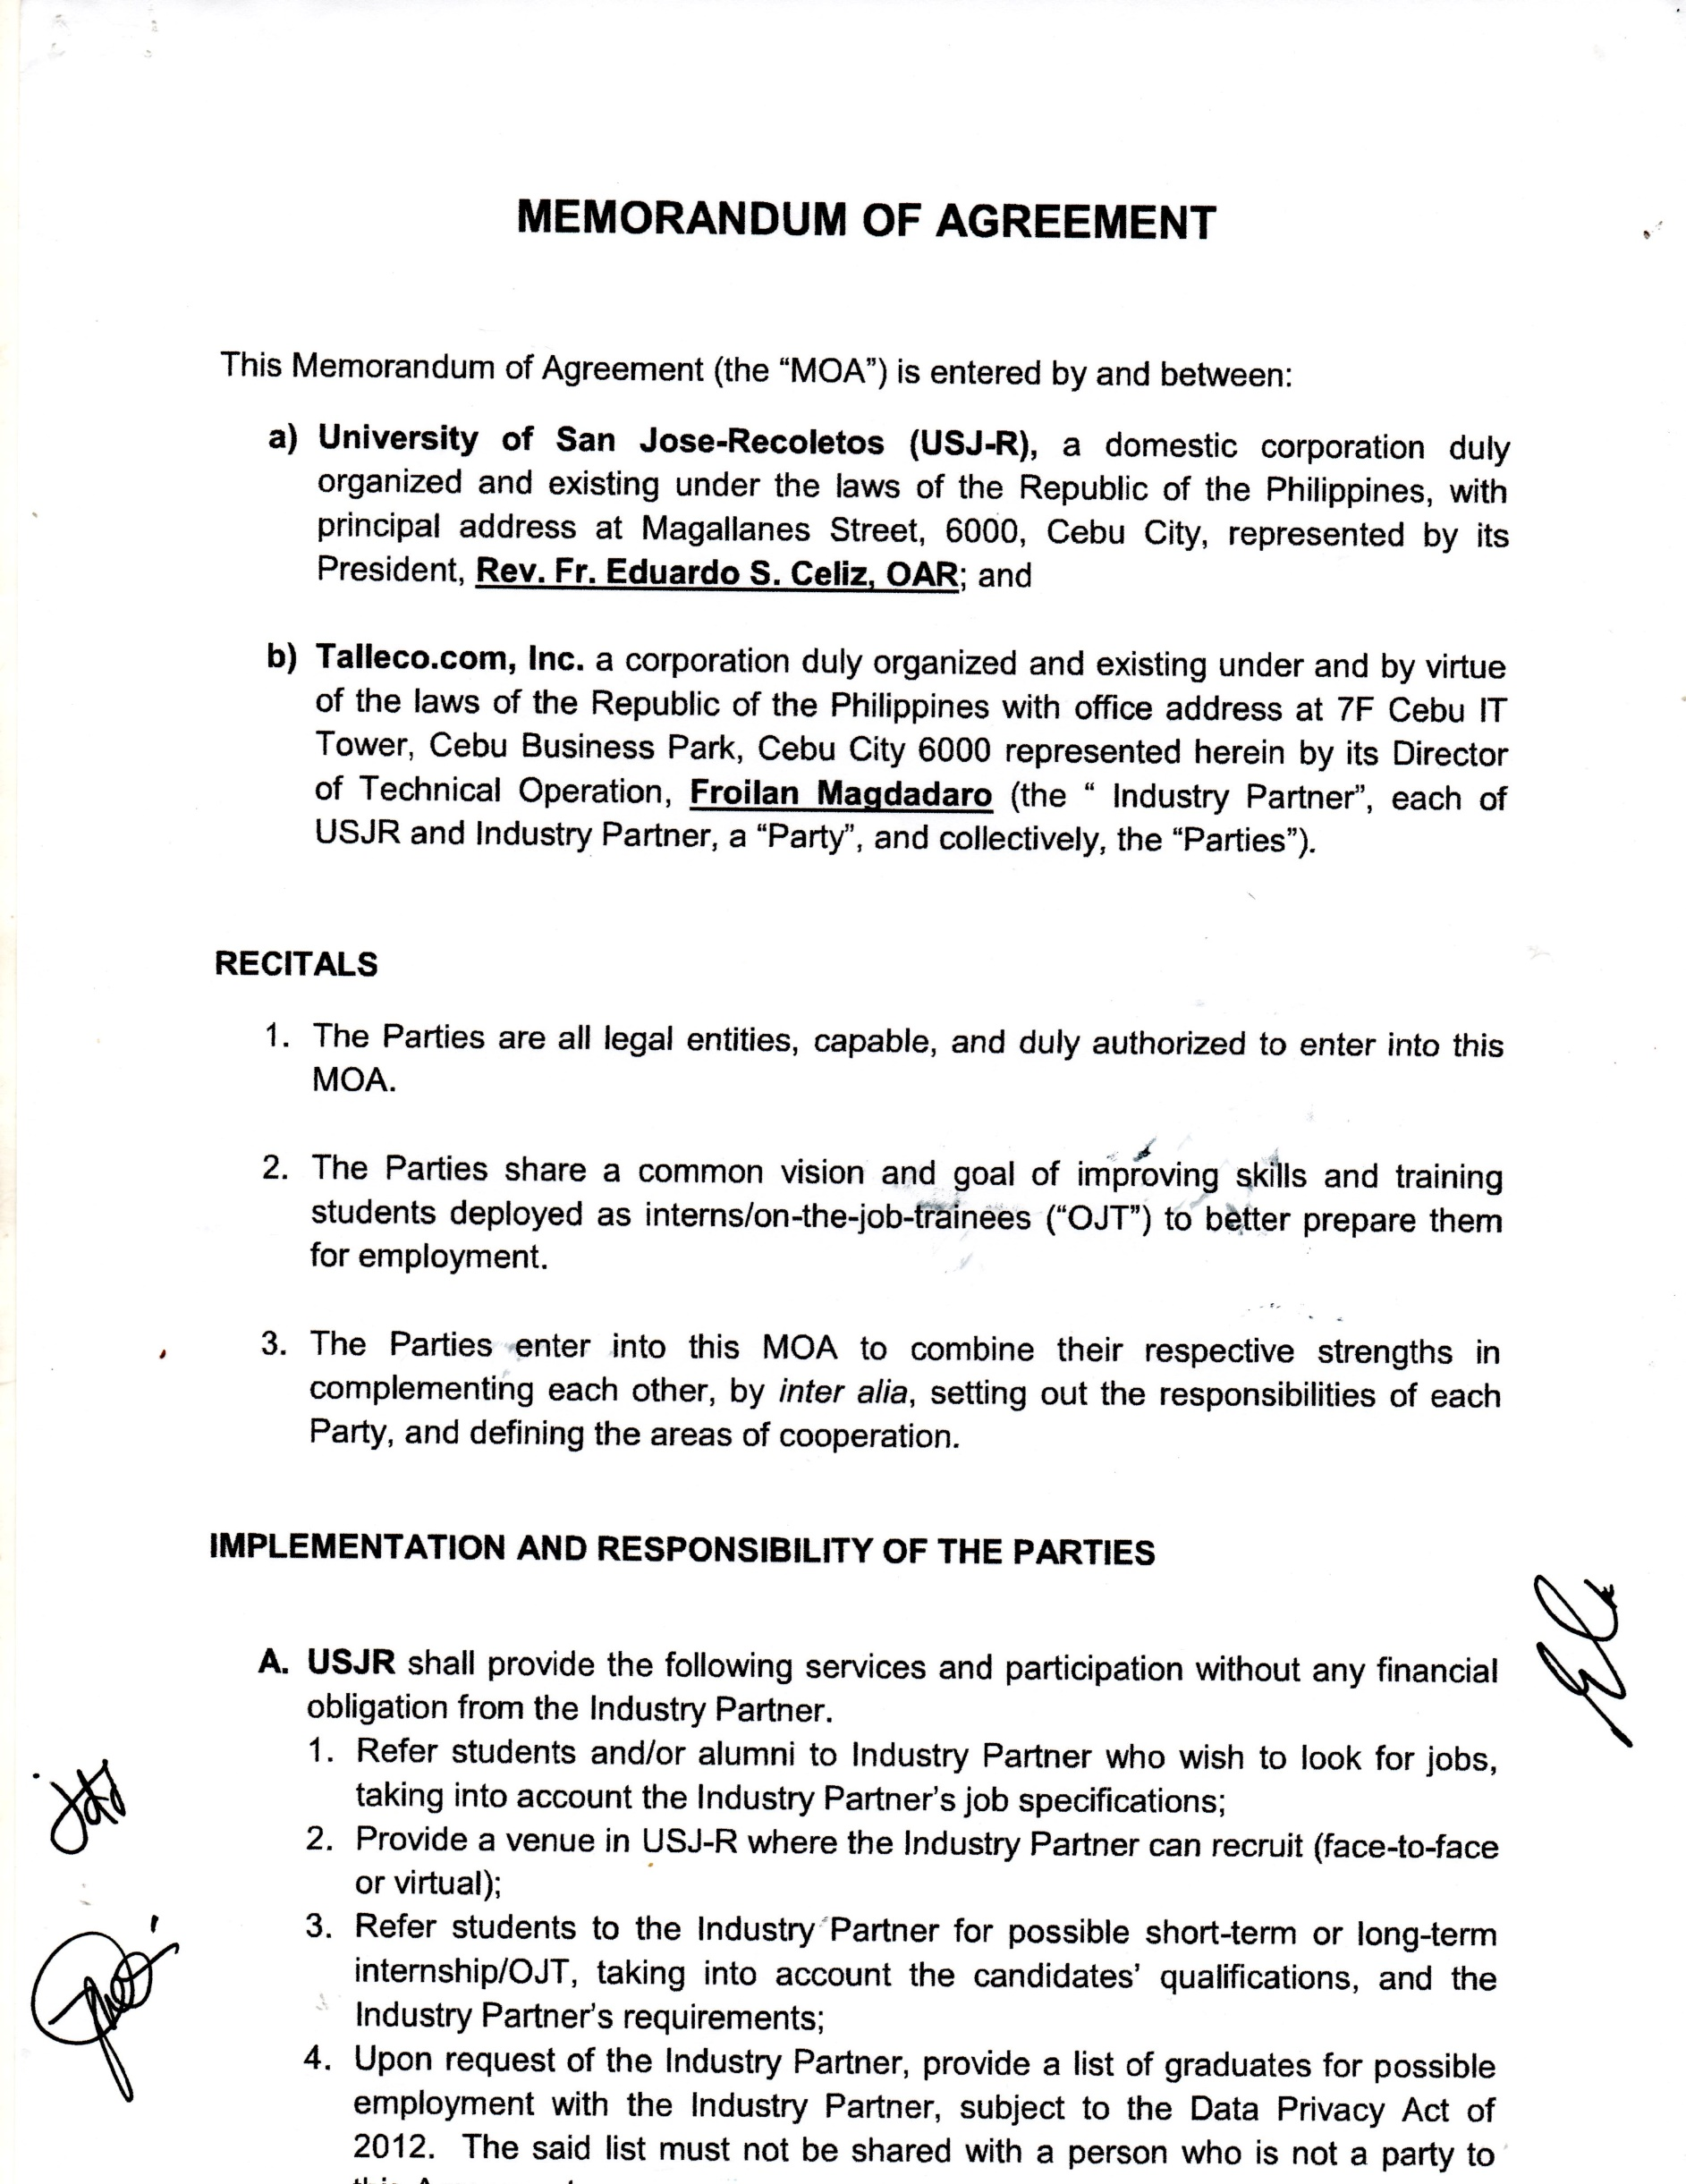 MEMORANDUM OF AGREEMENT
This Memorandum of Agreement (the “MOA”) is entered by and between:
a) University of San Jose-Recoletos (USJ-R), a domestic corporation duly
organized and existing under the laws of the Republic of the Philippines, with
principal address at Magallanes Street, 6000, Cebu City, represented by its
President, Rev. Fr. Eduardo S. Celiz, OAR; and
b) Talleco.com, Inc. a corporation duly organized and existing under and by virtue
of the laws of the Republic of the Philippines with office address at 7F Cebu IT
Tower, Cebu Business Park, Cebu City 6000 represented herein by its Director
of Technical Operation, Froilan Magdadaro (the “ Industry Partner”, each of
USJR and Industry Partner, a “Party”, and collectively, the “Parties”).
RECITALS
1. The Parties are all legal entities, capable, and duly authorized to enter into this
MOA.
2. The Parties share a common vision and goal of improving skills and training
students deployed as interns/on-the-job-trainees (“OJT”) to better prepare them
for employment.
3. The Parties enter into this MOA to combine their respective strengths in
complementing each other, by inter alia, setting out the responsibilities of each
Party, and defining the areas of cooperation.
IMPLEMENTATION AND RESPONSIBILITY OF THE PARTIES
A. USJR shall provide the following services and participation without any financial
obligation from the Industry Partner.
1. Refer students and/or alumni to Industry Partner who wish to look for jobs,
taking into account the Industry Partner’s job specifications;
2. Provide a venue in USJ-R where the Industry Partner can recruit (face-to-face
or virtual);
3. Refer students to the Industry Partner for possible short-term or long-term
internship/OJT, taking into account the candidates’ qualifications, and the
Industry Partner’s requirements;
4. Upon request of the Industry Partner, provide a list of graduates for possible
employment with the Industry Partner, subject to the Data Privacy Act of
2012. The said list must not be shared with a person who is not a party to